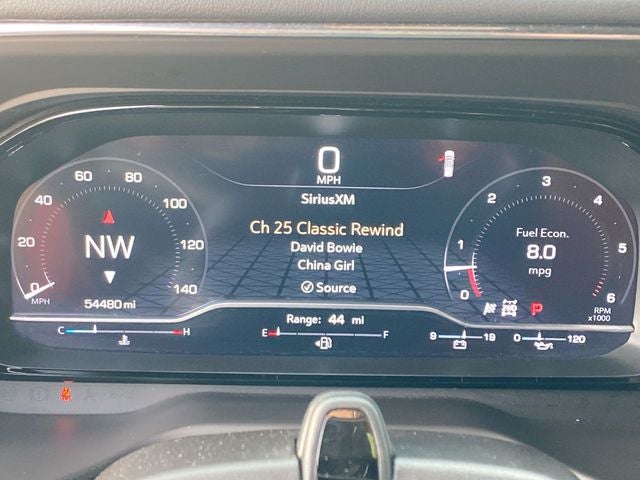 0
MPH
SiriusXM
Ch 25 Classic Rewind
David Bowie
China Girl
Source
0 20 40 60 80 100 120 140
NW
MPH
54480 mi
0 1 2 3 4 5 6
Fuel Econ.
8.0
mpg
P
RPM
x1000
C H
Range: 44 mi
E F
9 19
0 120